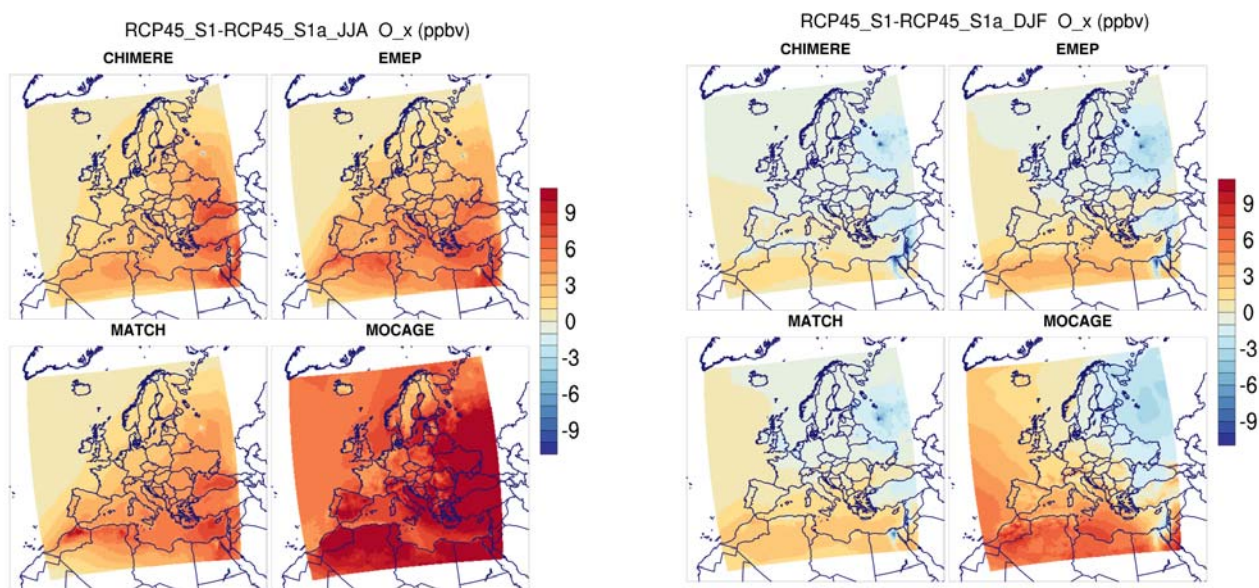 RCP45_S1-RCP45_S1a_JJA O_x (ppbv)
CHIMERE EMEP
MATCH MOCAGE
9
6
3
0
-3
-6
-9
RCP45_S1-RCP45_S1a_DJF O_x (ppbv)
CHIMERE EMEP
MATCH MOCAGE
9
6
3
0
-3
-6
-9